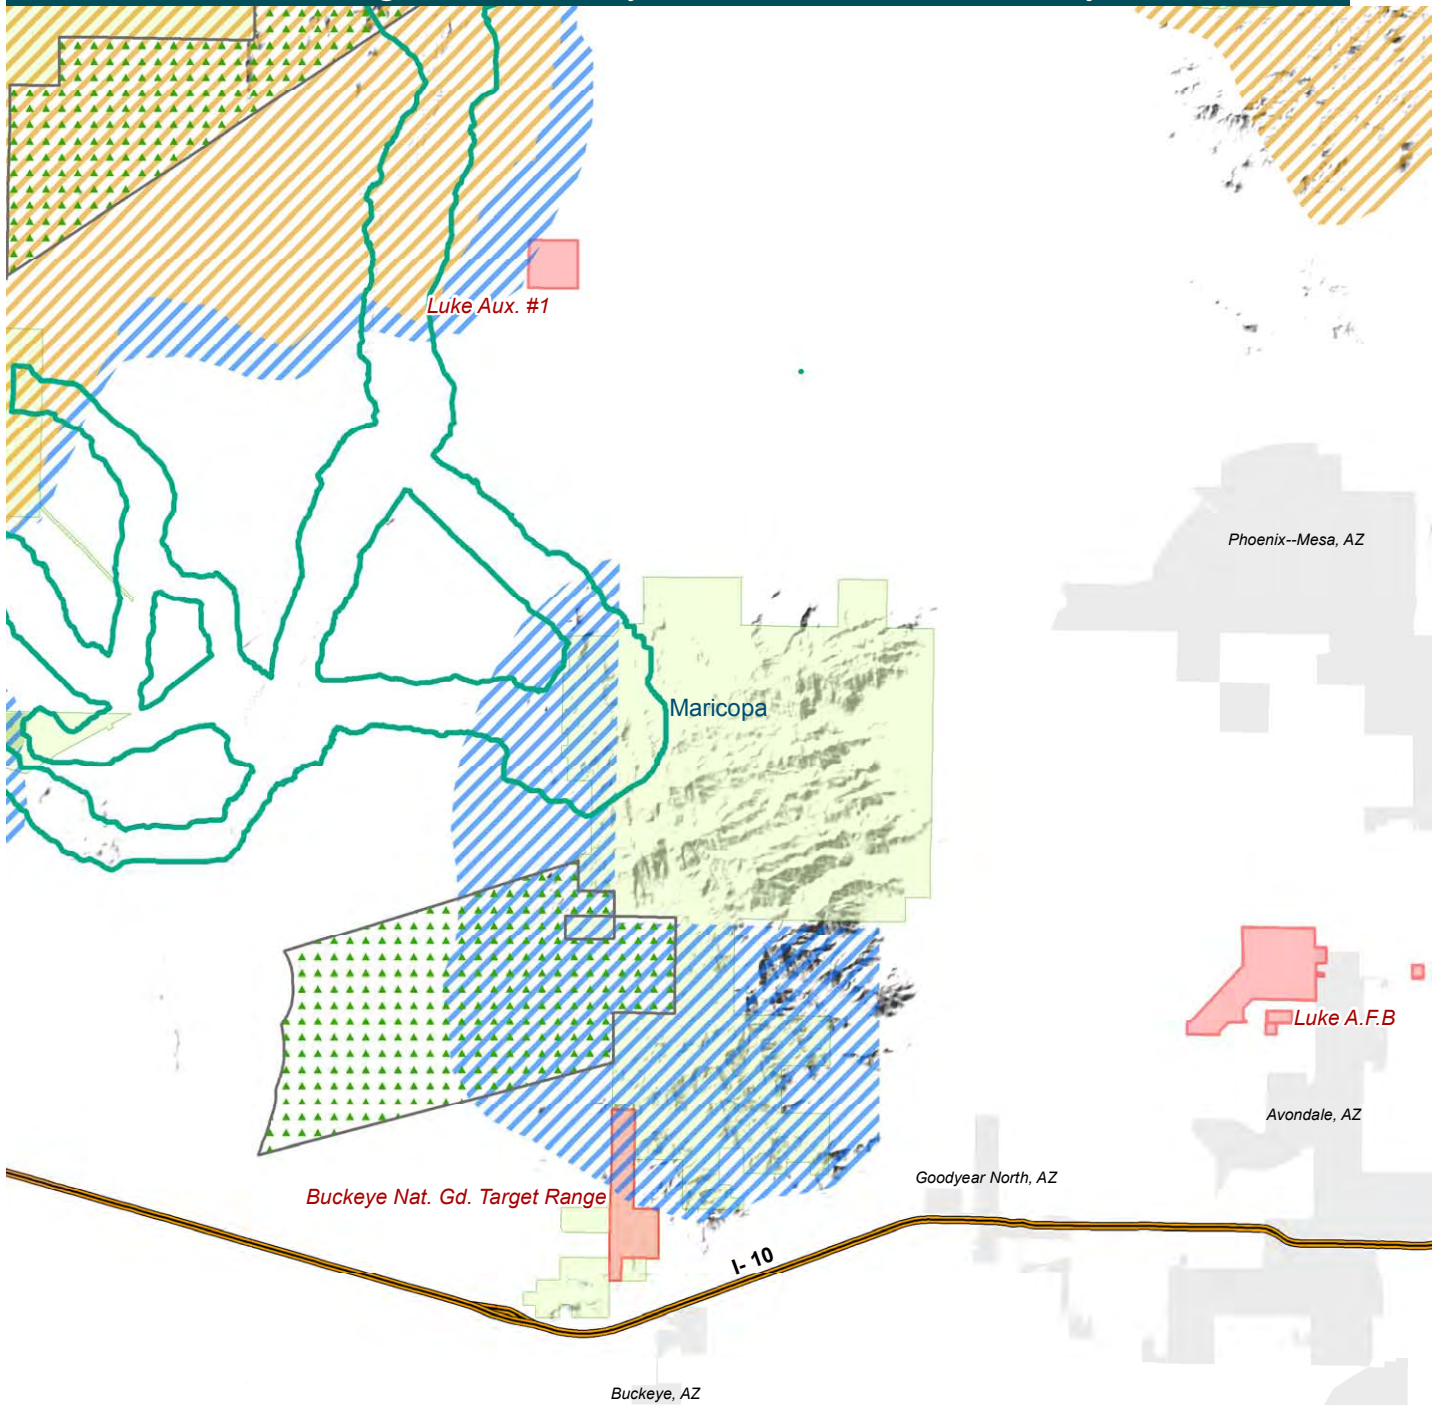 Luke Aux. #1
Phoenix--Mesa, AZ
Maricopa
Luke A.F.B
Avondale, AZ
Goodyear North, AZ
Buckeye Nat. Gd. Target Range
I- 10
Buckeye, AZ